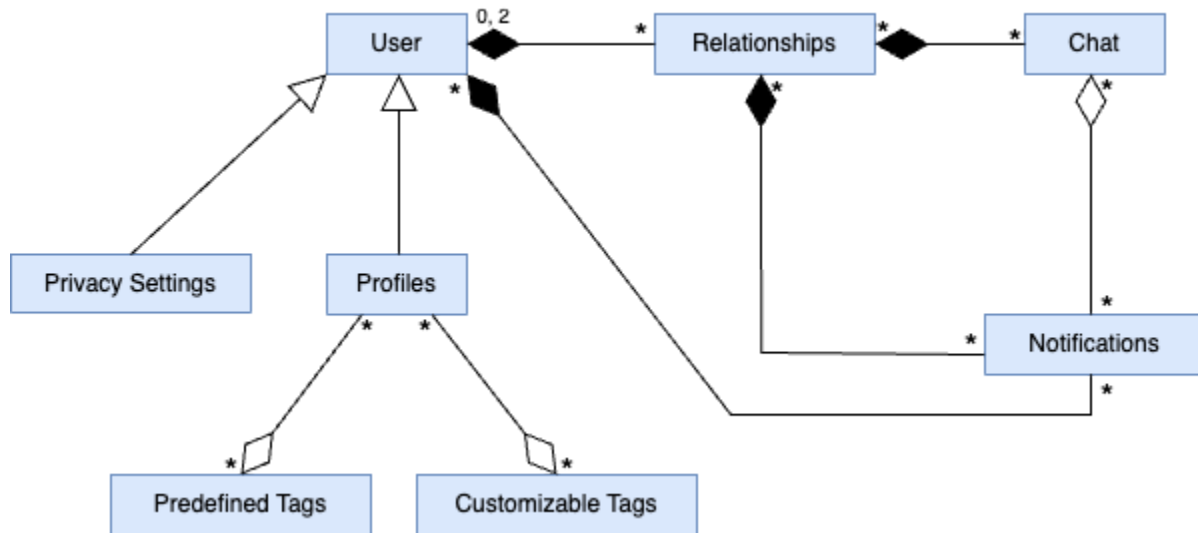 0, 2
User
*
Relationships
*
*
Chat
*
*
*
Privacy Settings
Profiles
*
*
*
*
Notifications
*
*
*
Predefined Tags
Customizable Tags